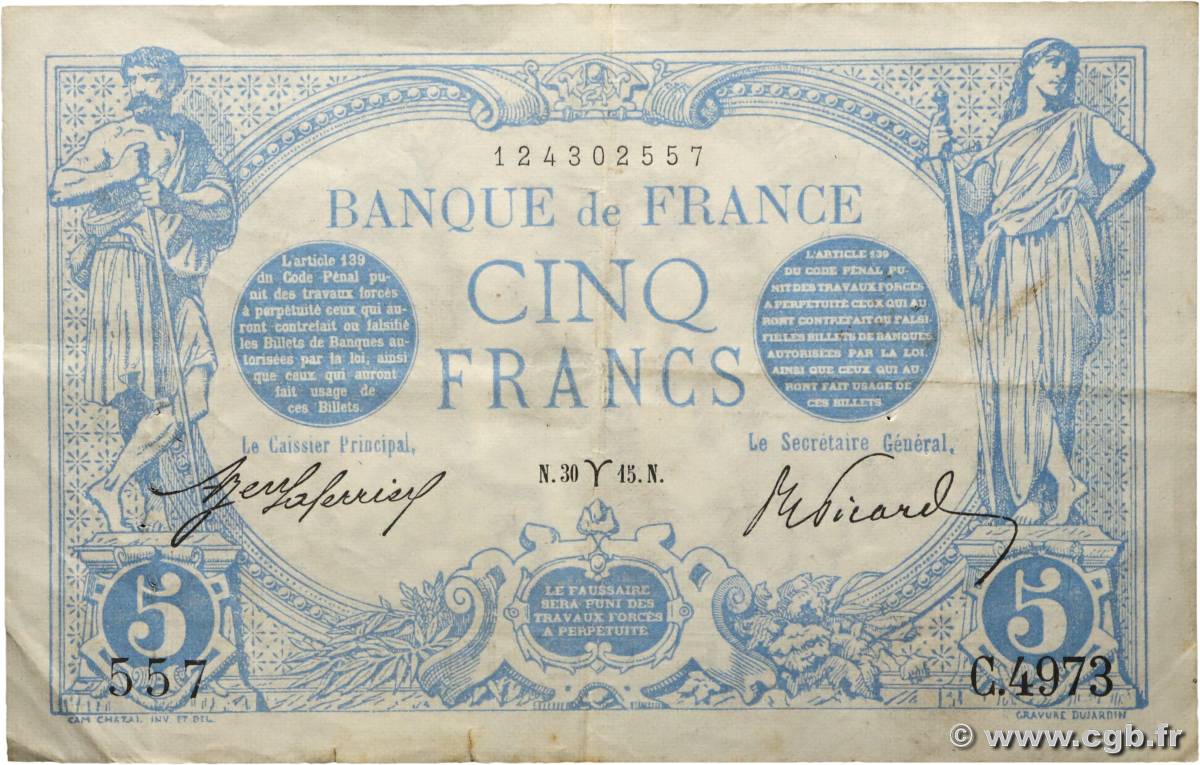 124302557
BANQUE de FRANCE
CINQ
FRANCS
L'article 139
du Code Pénal pu-
nit des travaux forcés
à perpétuité ceux qui au-
ront contrefait ou falsifié
les Billets de Banques au-
torisées par la loi, ainsi
que ceux qui auront
fait usage de
ces Billets.
L'ARTICLE 139
DU CODE PÉNAL PU-
NIT DES TRAVAUX FORCÉS
A PERPÉTUITÉ CEUX QUI AU
RONT CONTREFAIT OU FALSI-
FIÉ LES BILLETS DE BANQUES
AUTORISÉES PAR LA LOI,
AINSI QUE CEUX QUI AU
RONT FAIT USAGE DE
CES BILLETS
Le Caissier Principal,
Le Secrétaire Général,
N. 30 ♈ 15. N.
Picard
LE FAUSSAIRE
SERA PUNI DES
TRAVAUX FORCÉS
A PERPÉTUITÉ
5
5
557
C.4973
CAM CHAZAL INV. ET DEL.
GRAVURE DUJARDIN
© www.cgb.fr